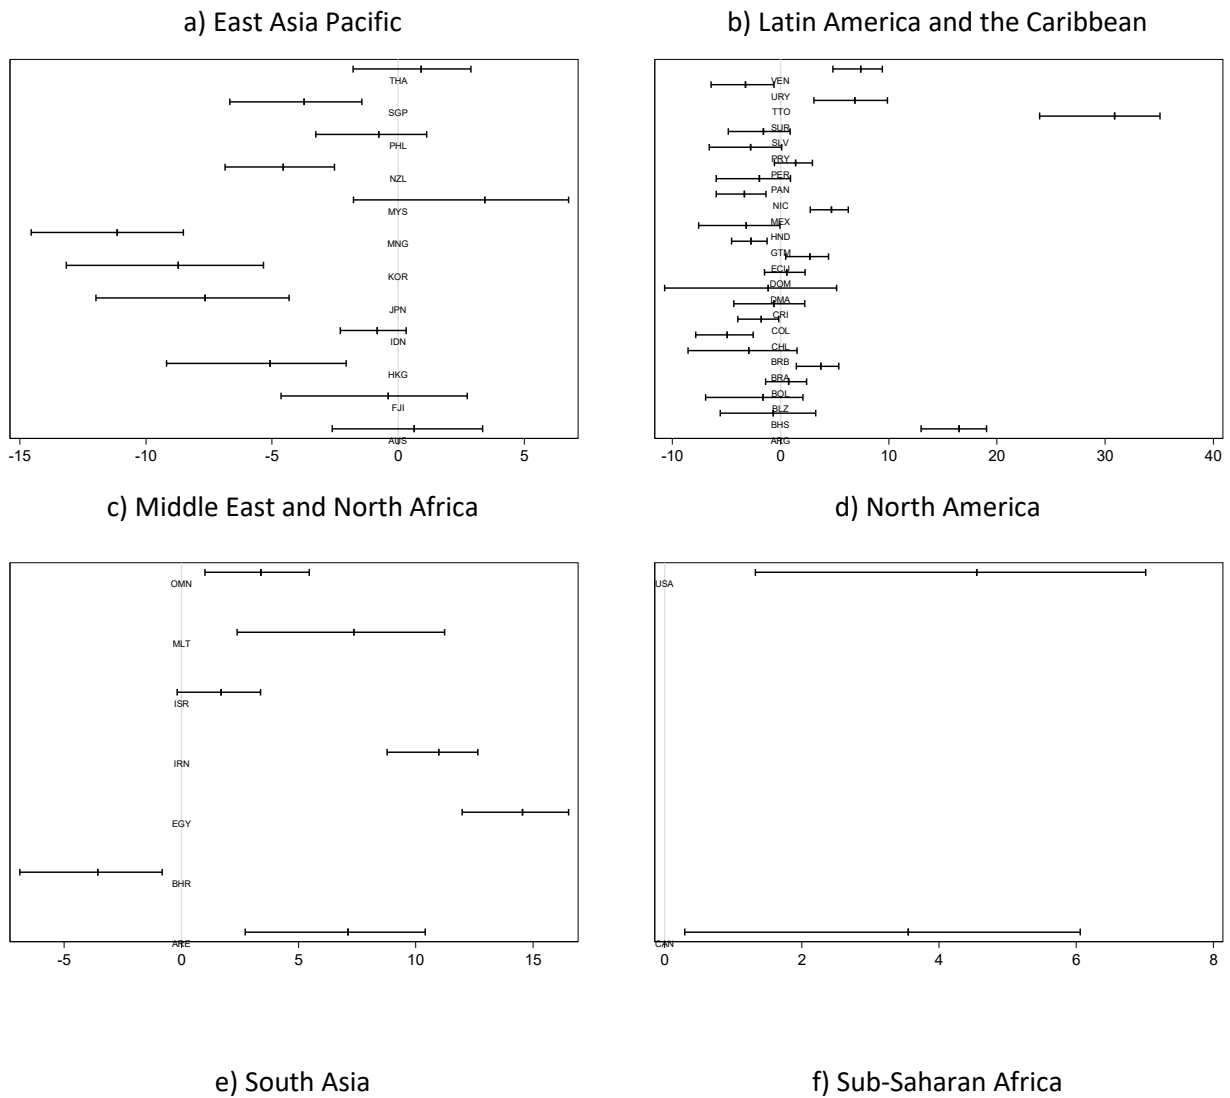 a) East Asia Pacific
THA
SGP
PHL
NZL
MYS
MNG
KOR
JPN
IDN
HKG
FJI
AUS
-15 -10 -5 0 5
b) Latin America and the Caribbean
VEN
URY
TTO
SUR
SLV
PRY
PER
PAN
NIC
MEX
HND
GTM
ECU
DOM
DMA
CRI
COL
CHL
BRB
BRA
BOL
BLZ
BHS
ARG
-10 0 10 20 30 40
c) Middle East and North Africa
OMN
MLT
ISR
IRN
EGY
BHR
ARE
-5 0 5 10 15
d) North America
USA
CAN
0 2 4 6 8
e) South Asia
f) Sub-Saharan Africa